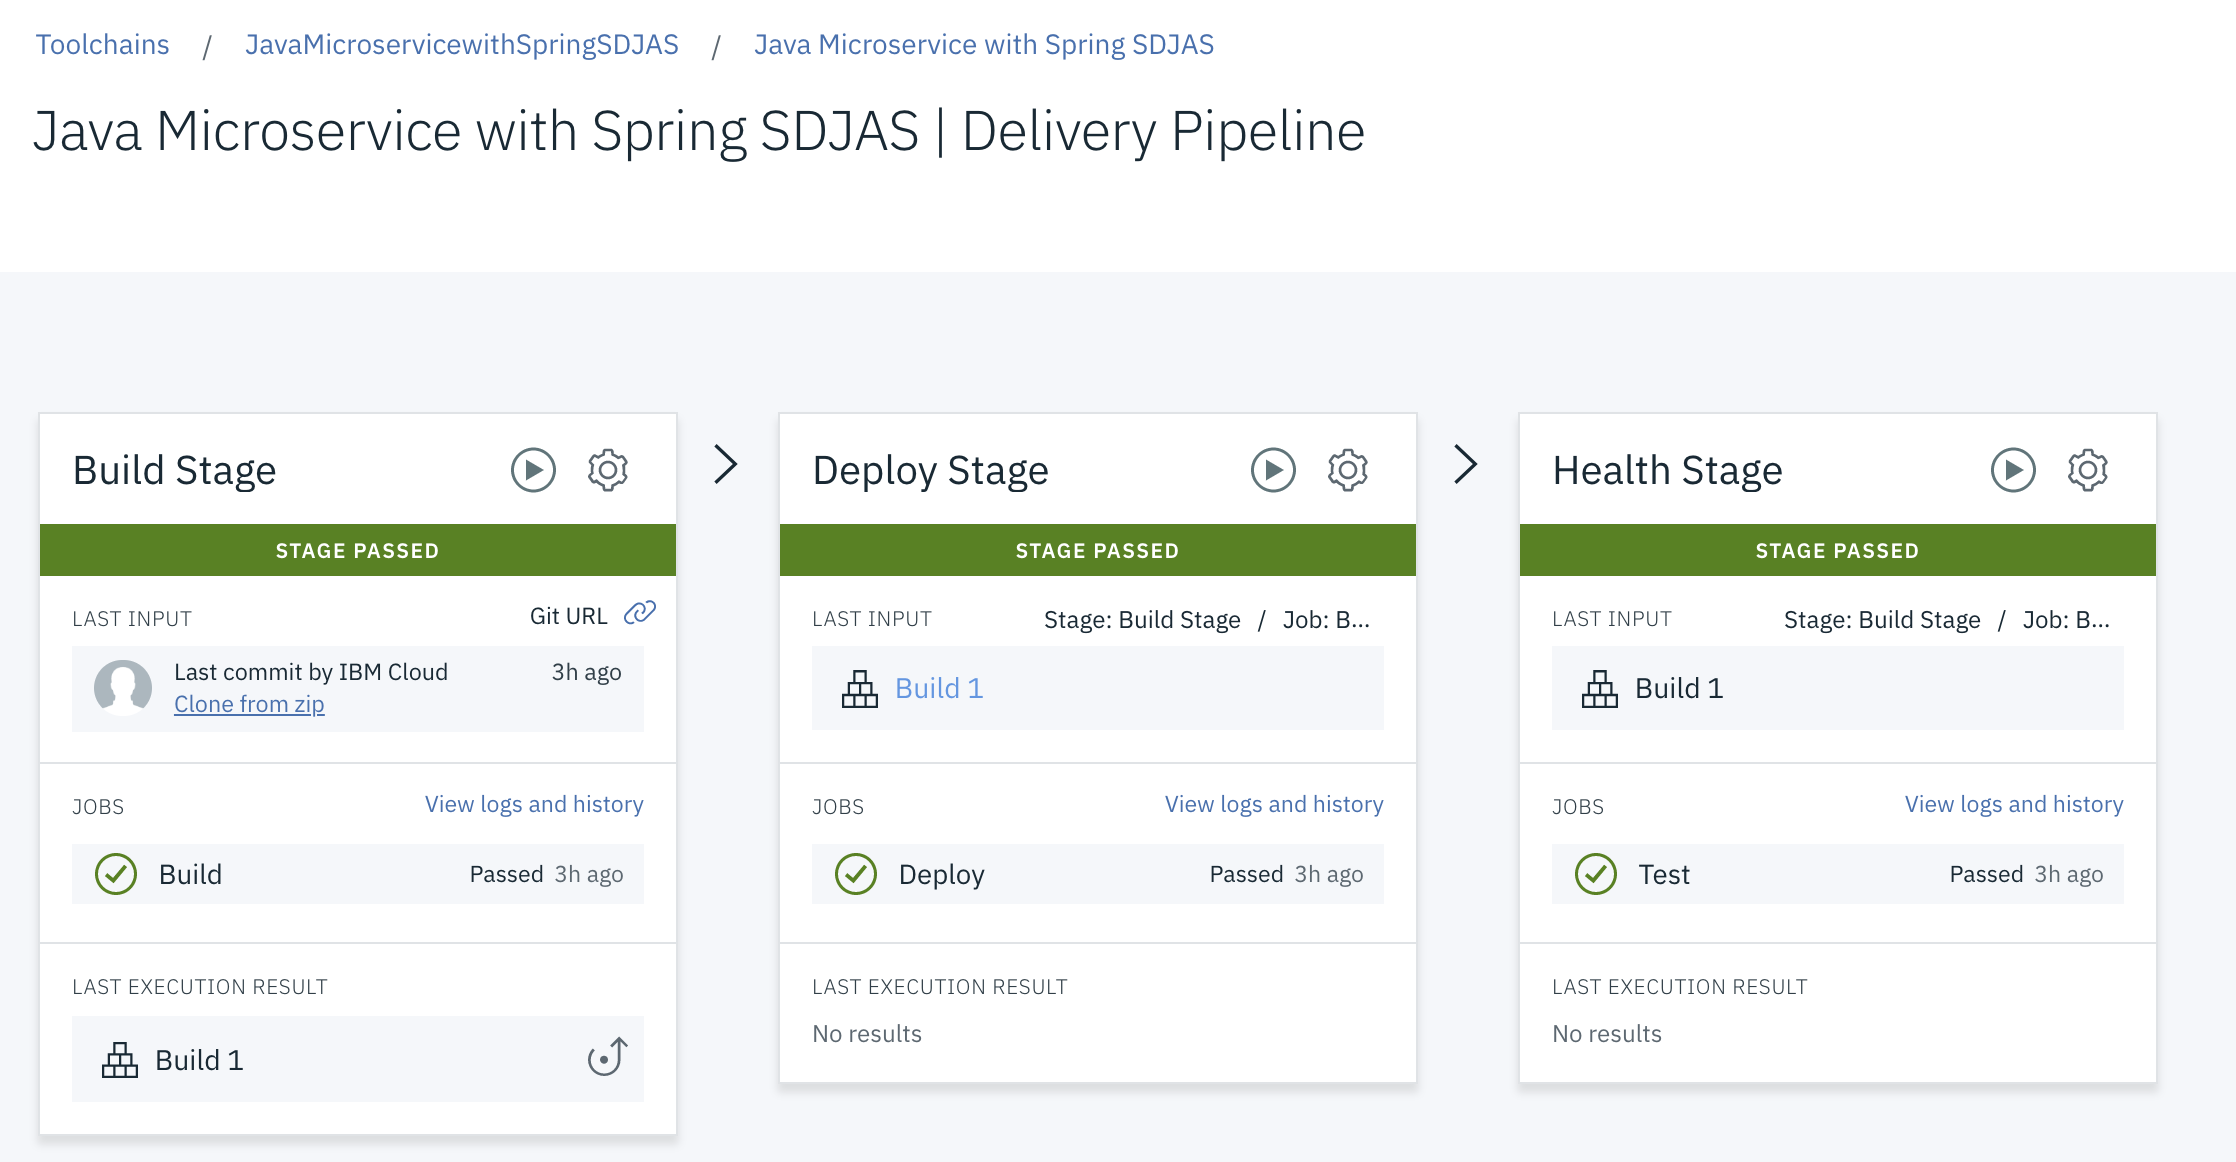 Toolchains / JavaMicroservicewithSpringSDJAS / Java Microservice with Spring SDJAS
Java Microservice with Spring SDJAS | Delivery Pipeline
Build Stage
STAGE PASSED
LAST INPUT Git URL
Last commit by IBM Cloud 3h ago
Clone from zip
JOBS View logs and history
Build Passed 3h ago
LAST EXECUTION RESULT
Build 1
Deploy Stage
STAGE PASSED
LAST INPUT Stage: Build Stage / Job: B...
Build 1
JOBS View logs and history
Deploy Passed 3h ago
LAST EXECUTION RESULT
No results
Health Stage
STAGE PASSED
LAST INPUT Stage: Build Stage / Job: B...
Build 1
JOBS View logs and history
Test Passed 3h ago
LAST EXECUTION RESULT
No results